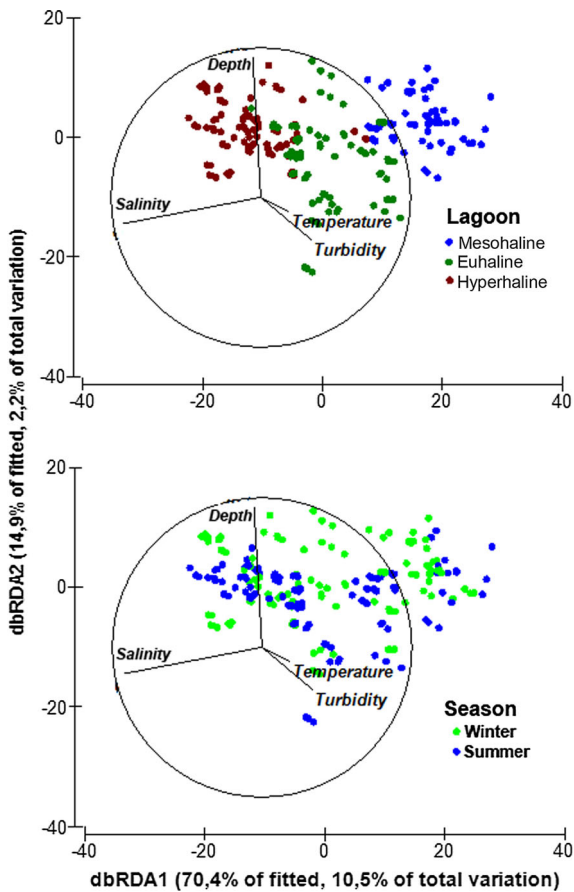 20
0
-20
-40
-40 -20 0 20 40
Depth
Salinity
Temperature
Turbidity
Lagoon
Mesohaline
Euhaline
Hyperhaline
dbRDA2 (14,9% of fitted, 2,2% of total variation)
20
0
-20
-40
-40 -20 0 20 40
Depth
Salinity
Temperature
Turbidity
Season
Winter
Summer
dbRDA1 (70,4% of fitted, 10,5% of total variation)